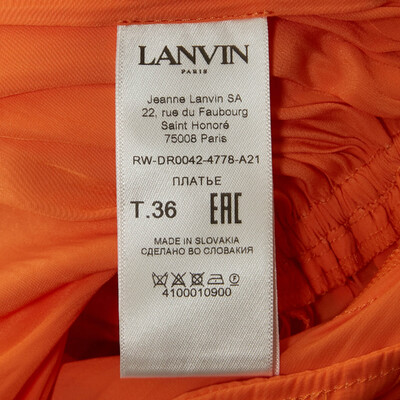 LANVIN
PARIS
Jeanne Lanvin SA
22, rue du Faubourg
Saint Honoré
75008 Paris
RW-DR0042-4778-A21
ПЛАТЬЕ
T.36 EAC
MADE IN SLOVAKIA
СДЕЛАНО ВО СЛОВАКИЯ
4100010900